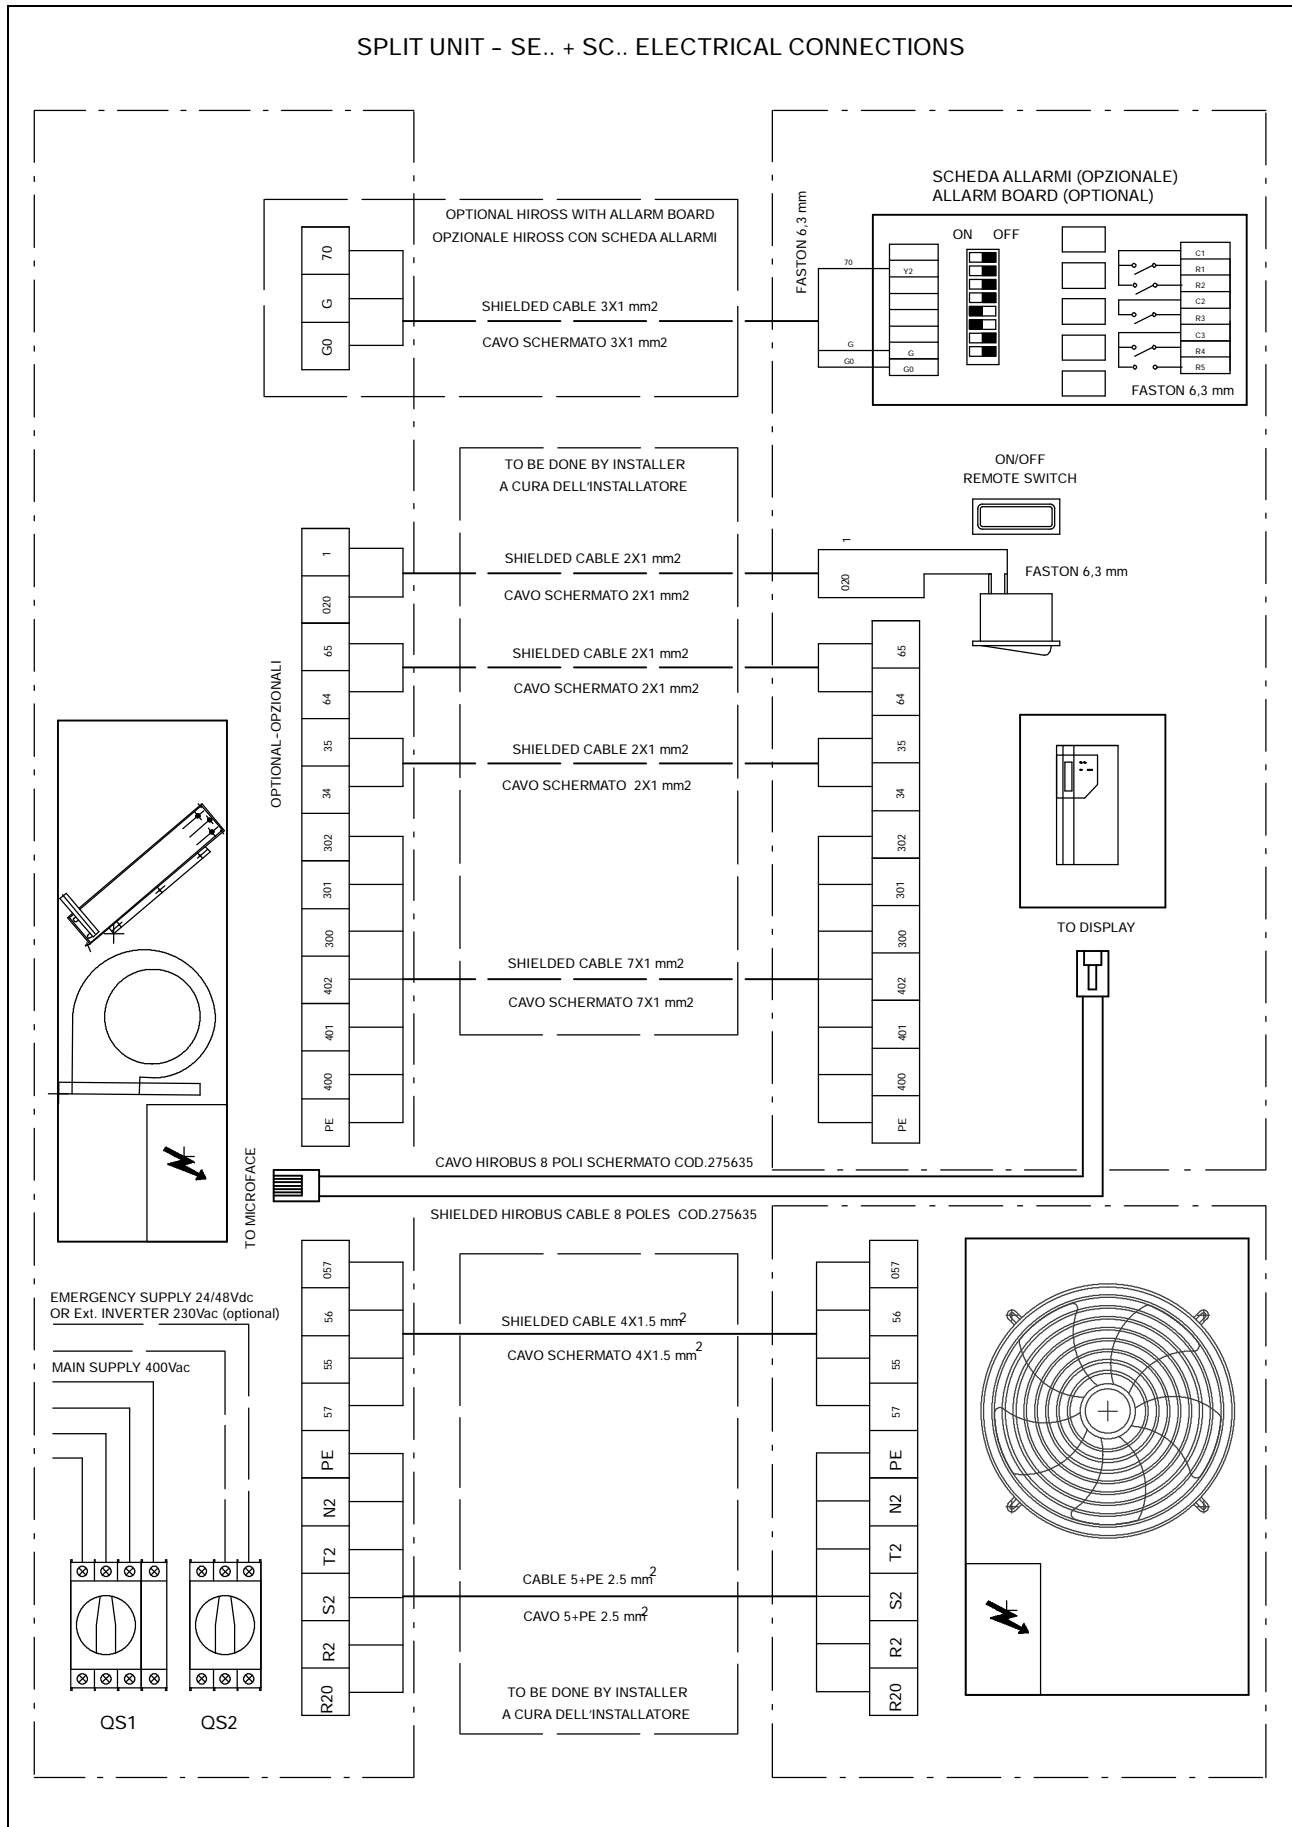 SPLIT UNIT - SE.. + SC.. ELECTRICAL CONNECTIONS
OPTIONAL HIROSS WITH ALLARM BOARD
OPZIONALE HIROSS CON SCHEDA ALLARMI
70
G
G0
SHIELDED CABLE 3X1 mm2
CAVO SCHERMATO 3X1 mm2
FASTON 6,3 mm
SCHEDA ALLARMI (OPZIONALE)
ALLARM BOARD (OPTIONAL)
ON OFF
70
Y2
G
G
G0
G0
C1
R1
R2
C2
R3
C3
R4
R5
FASTON 6,3 mm
TO BE DONE BY INSTALLER
A CURA DELL'INSTALLATORE
ON/OFF
REMOTE SWITCH
OPTIONAL-OPZIONALI
1
020
65
64
35
34
302
301
300
402
401
400
PE
SHIELDED CABLE 2X1 mm2
CAVO SCHERMATO 2X1 mm2
SHIELDED CABLE 2X1 mm2
CAVO SCHERMATO 2X1 mm2
SHIELDED CABLE 2X1 mm2
CAVO SCHERMATO 2X1 mm2
SHIELDED CABLE 7X1 mm2
CAVO SCHERMATO 7X1 mm2
1
020
FASTON 6,3 mm
65
64
35
34
302
301
300
402
401
400
PE
TO DISPLAY
TO MICROFACE
CAVO HIROBUS 8 POLI SCHERMATO COD.275635
SHIELDED HIROBUS CABLE 8 POLES COD.275635
EMERGENCY SUPPLY 24/48Vdc
OR Ext. INVERTER 230Vac (optional)
MAIN SUPPLY 400Vac
QS1
QS2
057
56
55
57
PE
N2
T2
S2
R2
R20
SHIELDED CABLE 4X1.5 mm2
CAVO SCHERMATO 4X1.5 mm2
CABLE 5+PE 2.5 mm2
CAVO 5+PE 2.5 mm2
TO BE DONE BY INSTALLER
A CURA DELL'INSTALLATORE
057
56
55
57
PE
N2
T2
S2
R2
R20